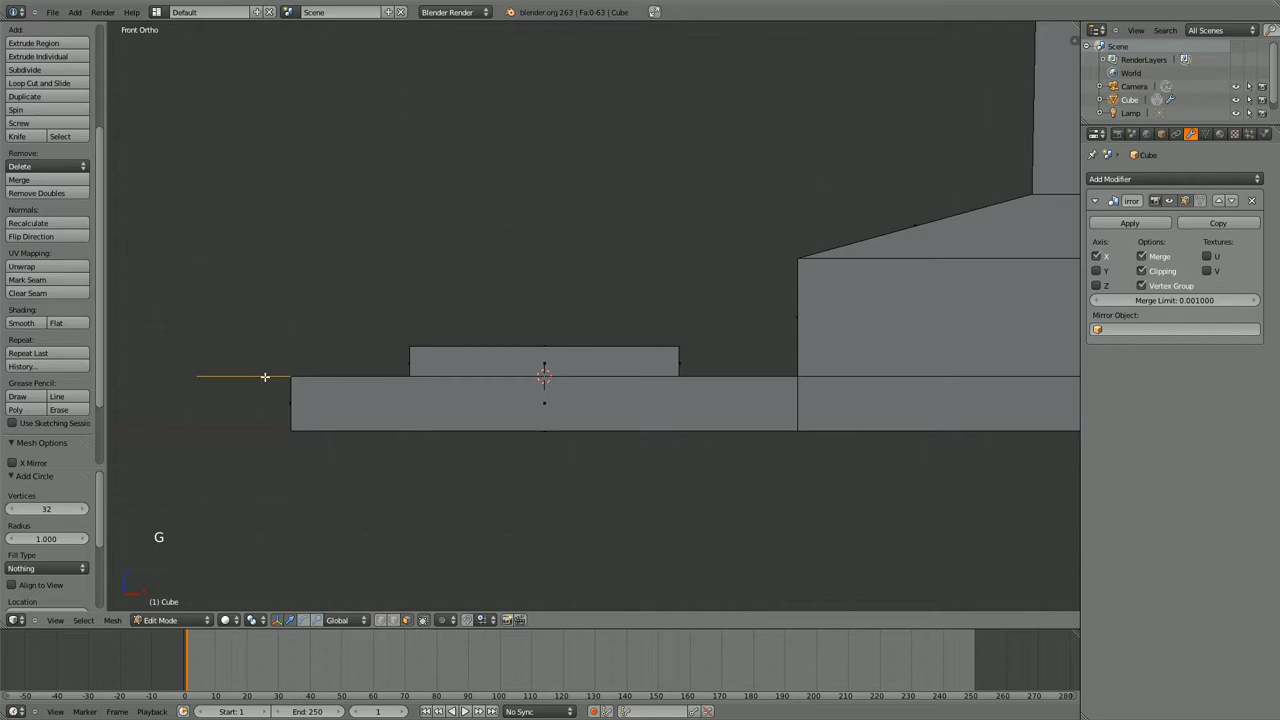 File Add Render Help Default Scene Blender Render blender.org 263 | Fa:0-63 | Cube
Add:
Extrude Region
Extrude Individual
Subdivide
Loop Cut and Slide
Duplicate
Spin
Screw
Knife Select
Remove:
Delete
Merge
Remove Doubles
Normals:
Recalculate
Flip Direction
UV Mapping:
Unwrap
Mark Seam
Clear Seam
Shading:
Smooth Flat
Repeat:
Repeat Last
History...
Grease Pencil:
Draw Line
Poly Erase
Use Sketching Sessio
Mesh Options
X Mirror
Add Circle
Vertices
32
Radius
1.000
Fill Type
Nothing
Align to View
Location
Front Ortho
G
(1) Cube
View Search All Scenes
Scene
RenderLayers
World
Camera
Cube
Lamp
Cube
Add Modifier
irror
Apply Copy
Axis: Options: Textures:
X Merge U
Y Clipping V
Z Vertex Group
Merge Limit: 0.001000
Mirror Object:
View Select Mesh Edit Mode Global
-50 -40 -30 -20 -10 0 10 20 30 40 50 60 70 80 90 100 110 120 130 140 150 160 170 180 190 200 210 220 230 240 250 260 270 280
View Marker Frame Playback Start: 1 End: 250 1 No Sync